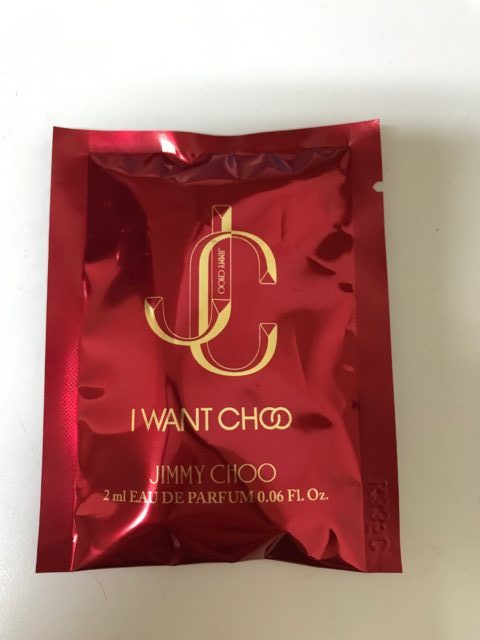 JC
JIMMY CHOO
I WANT CHOO
JIMMY CHOO
2 ml EAU DE PARFUM 0.06 Fl. Oz.